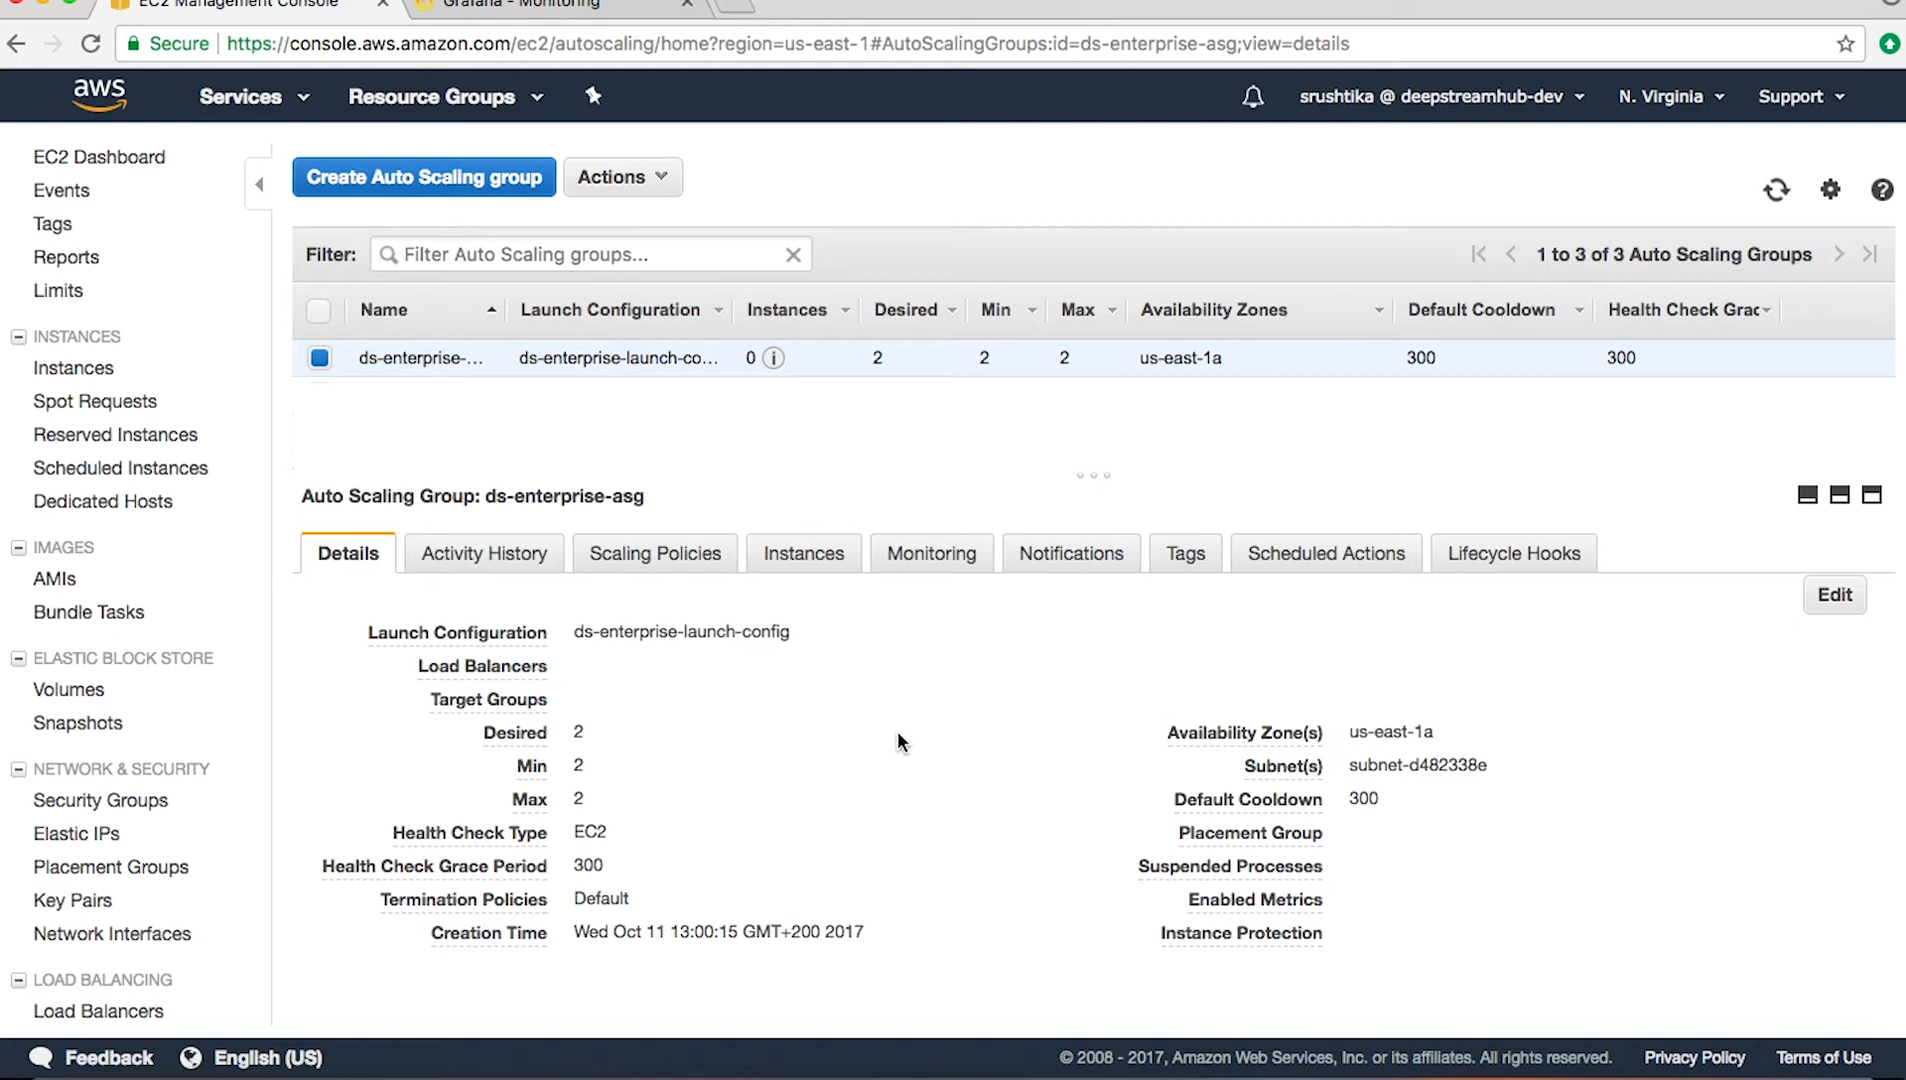 EC2 Management Console
Grafana - Monitoring
Secure https://console.aws.amazon.com/ec2/autoscaling/home?region=us-east-1#AutoScalingGroups:id=ds-enterprise-asg;view=details
aws Services Resource Groups srushtika @ deepstreamhub-dev N. Virginia Support
EC2 Dashboard
Events
Tags
Reports
Limits
INSTANCES
Instances
Spot Requests
Reserved Instances
Scheduled Instances
Dedicated Hosts
IMAGES
AMIs
Bundle Tasks
ELASTIC BLOCK STORE
Volumes
Snapshots
NETWORK & SECURITY
Security Groups
Elastic IPs
Placement Groups
Key Pairs
Network Interfaces
LOAD BALANCING
Load Balancers
Create Auto Scaling group Actions
Filter: Filter Auto Scaling groups... 1 to 3 of 3 Auto Scaling Groups
Name Launch Configuration Instances Desired Min Max Availability Zones Default Cooldown Health Check Grac
ds-enterprise-... ds-enterprise-launch-co... 0 2 2 2 us-east-1a 300 300
Auto Scaling Group: ds-enterprise-asg
Details Activity History Scaling Policies Instances Monitoring Notifications Tags Scheduled Actions Lifecycle Hooks
Edit
Launch Configuration ds-enterprise-launch-config
Load Balancers
Target Groups
Desired 2
Min 2
Max 2
Health Check Type EC2
Health Check Grace Period 300
Termination Policies Default
Creation Time Wed Oct 11 13:00:15 GMT+200 2017
Availability Zone(s) us-east-1a
Subnet(s) subnet-d482338e
Default Cooldown 300
Placement Group
Suspended Processes
Enabled Metrics
Instance Protection
Feedback English (US) © 2008 - 2017, Amazon Web Services, Inc. or its affiliates. All rights reserved. Privacy Policy Terms of Use